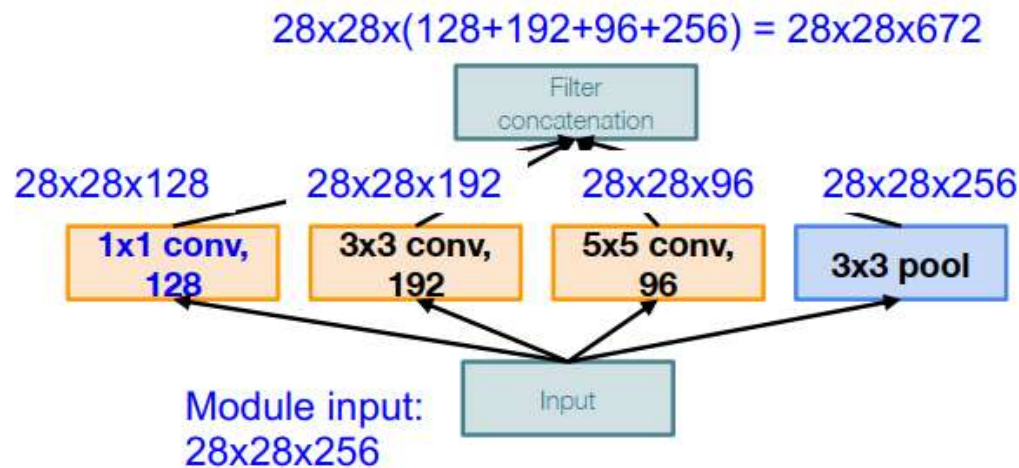 28x28x(128+192+96+256) = 28x28x672
Filter
concatenation
28x28x128
28x28x192
28x28x96
28x28x256
1x1 conv,
128
3x3 conv,
192
5x5 conv,
96
3x3 pool
Input
Module input:
28x28x256